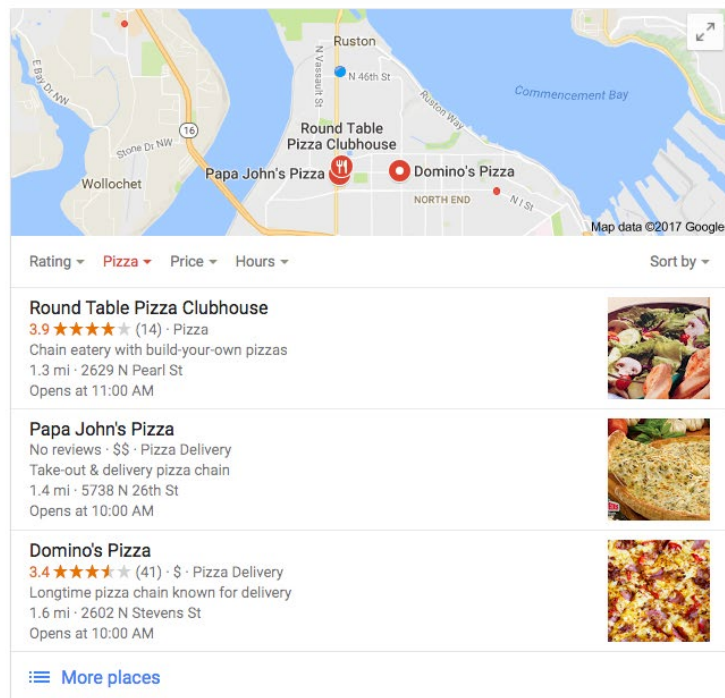 Ruston
E Bay Dr NW
N Vassault St
N 46th St
Ruston Way
Commencement Bay
16
Stone Dr NW
Round Table
Pizza Clubhouse
Wollochet
Papa John's Pizza
Domino's Pizza
NORTH END
N I St
Map data ©2017 Google
Rating Pizza Price Hours Sort by
Round Table Pizza Clubhouse
3.9 (14) · Pizza
Chain eatery with build-your-own pizzas
1.3 mi · 2629 N Pearl St
Opens at 11:00 AM
Papa John's Pizza
No reviews · $$ · Pizza Delivery
Take-out & delivery pizza chain
1.4 mi · 5738 N 26th St
Opens at 10:00 AM
Domino's Pizza
3.4 (41) · $ · Pizza Delivery
Longtime pizza chain known for delivery
1.6 mi · 2602 N Stevens St
Opens at 10:00 AM
More places